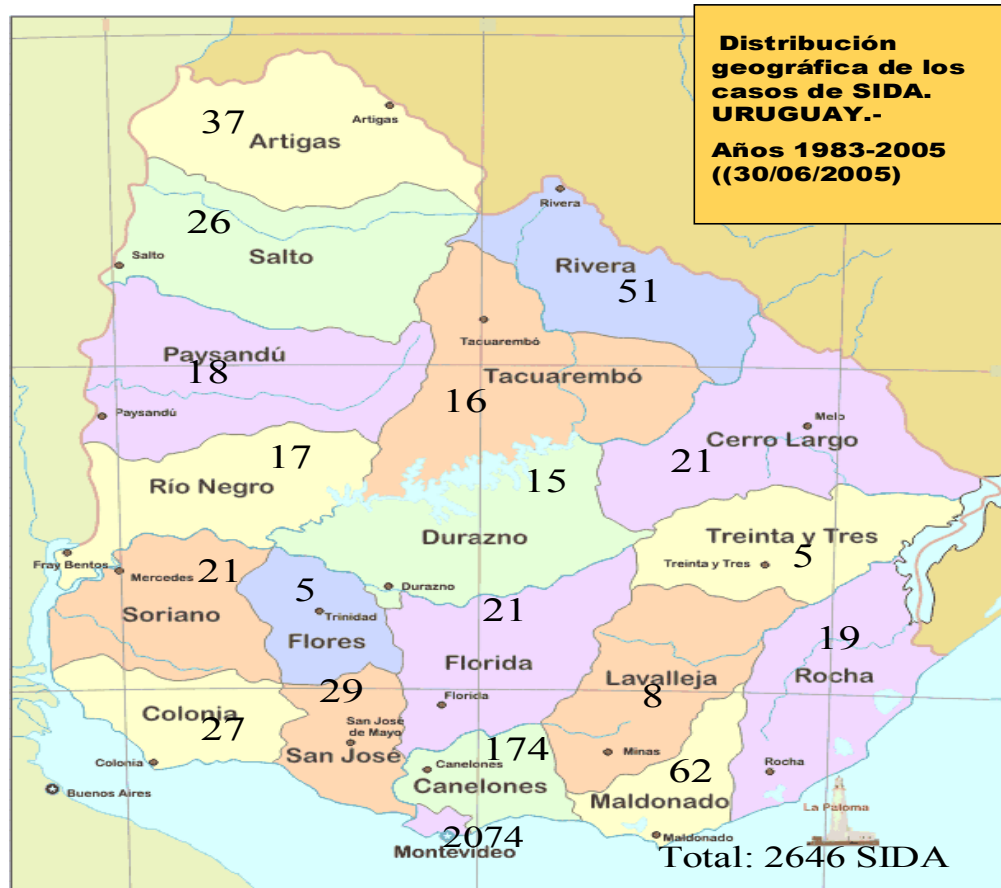 Distribución
geográfica de los
casos de SIDA.
URUGUAY.-
Años 1983-2005
((30/06/2005)
37
Artigas
Artigas
26
Salto
Salto
Rivera
Rivera
51
Paysandú
18
Paysandú
Tacuarembó
Tacuarembó
16
Melo
Cerro Largo
21
17
Río Negro
15
Durazno
Durazno
Treinta y Tres
Treinta y Tres
5
Fray Bentos
Mercedes
21
Soriano
5
Trinidad
Flores
21
Florida
Florida
19
Rocha
Rocha
Lavalleja
8
Minas
Colonia
27
Colonia
29
San José
de Mayo
San José
174
Canelones
Canelones
62
Maldonado
Maldonado
Buenos Aires
2074
Montevideo
La Paloma
Total: 2646 SIDA